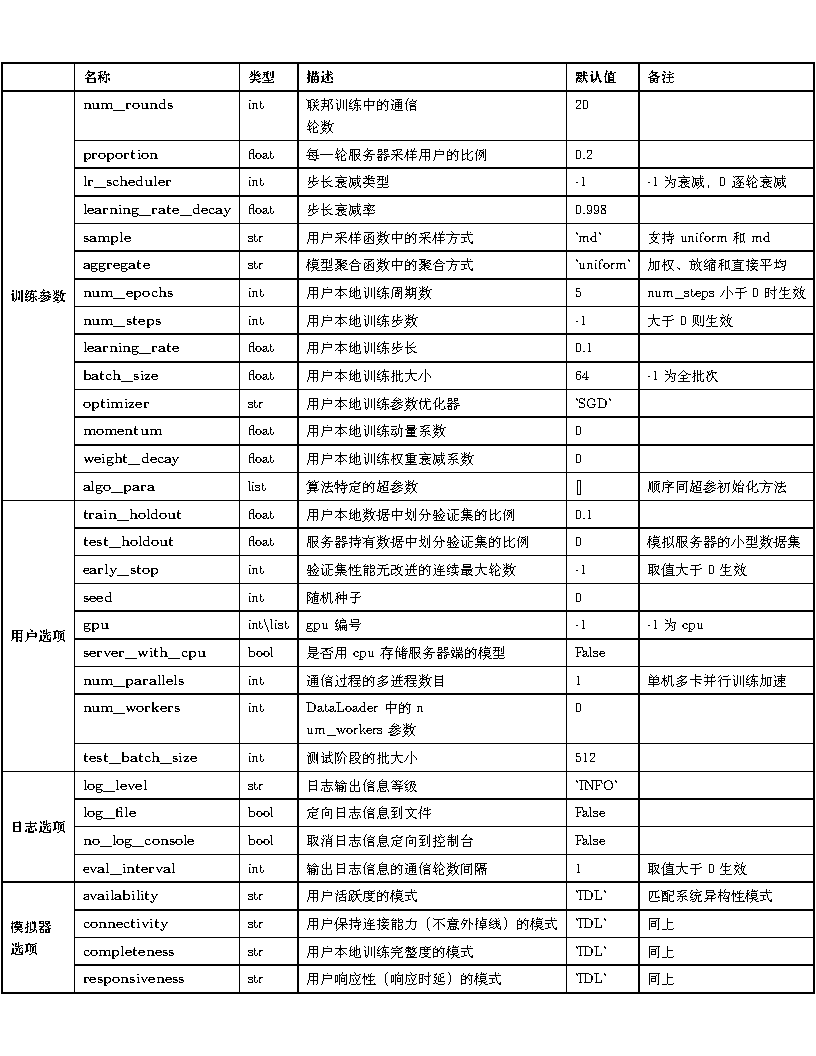 名称 类型 描述 默认值 备注
训练参数
num_rounds int 联邦训练中的通信 20
轮数
proportion float 每一轮服务器采样用户的比例 0.2
lr_scheduler int 步长衰减类型 -1 -1 为衰减，0 逐轮衰减
learning_rate_decay float 步长衰减率 0.998
sample str 用户采样函数中的采样方式 `md` 支持 uniform 和 md
aggregate str 模型聚合函数中的聚合方式 `uniform` 加权、放缩和直接平均
num_epochs int 用户本地训练周期数 5 num_steps 小于 0 时生效
num_steps int 用户本地训练步数 -1 大于 0 则生效
learning_rate float 用户本地训练步长 0.1
batch_size float 用户本地训练批大小 64 -1 为全批次
optimizer str 用户本地训练参数优化器 `SGD`
momentum float 用户本地训练动量系数 0
weight_decay float 用户本地训练权重衰减系数 0
algo_para list 算法特定的超参数 [] 顺序同超参初始化方法
用户选项
train_holdout float 用户本地数据中划分验证集的比例 0.1
test_holdout float 服务器持有数据中划分验证集的比例 0 模拟服务器的小型数据集
early_stop int 验证集性能无改进的连续最大轮数 -1 取值大于 0 生效
seed int 随机种子 0
gpu int\list gpu 编号 -1 -1 为 cpu
server_with_cpu bool 是否用 cpu 存储服务器端的模型 False
num_parallels int 通信过程的多进程数目 1 单机多卡并行训练加速
num_workers int DataLoader 中的 n 0
um_workers 参数
test_batch_size int 测试阶段的批大小 512
日志选项
log_level str 日志输出信息等级 `INFO`
log_file bool 定向日志信息到文件 False
no_log_console bool 取消日志信息定向到控制台 False
eval_interval int 输出日志信息的通信轮数间隔 1 取值大于 0 生效
模拟器
选项
availability str 用户活跃度的模式 `IDL` 匹配系统异构性模式
connectivity str 用户保持连接能力（不意外掉线）的模式 `IDL` 同上
completeness str 用户本地训练完整度的模式 `IDL` 同上
responsiveness str 用户响应性（响应时延）的模式 `IDL` 同上